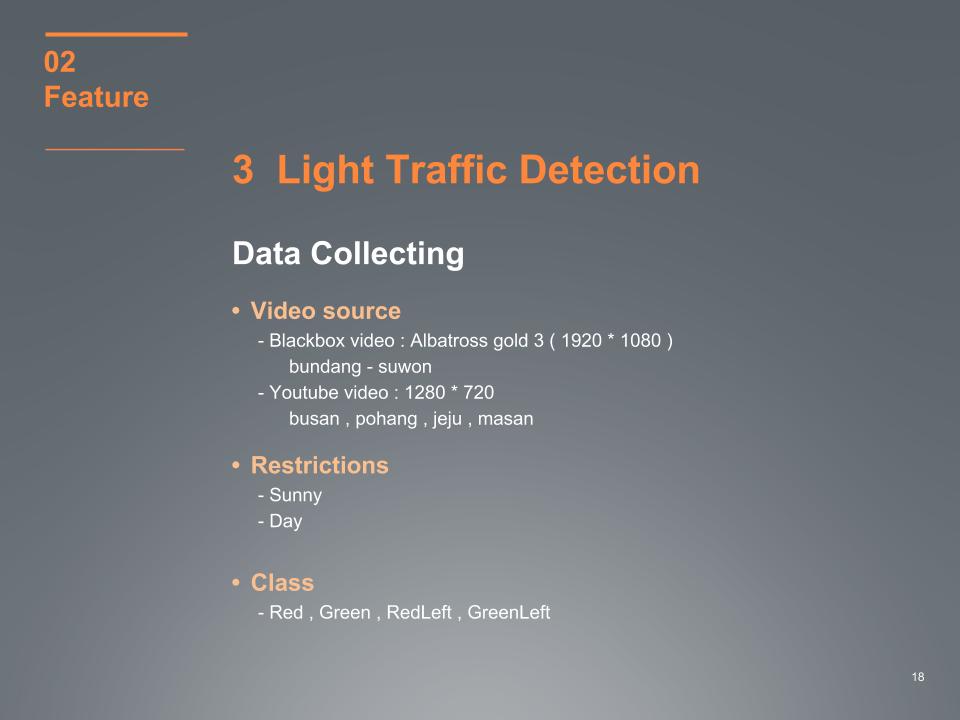 02
Feature
3 Light Traffic Detection
Data Collecting
• Video source
- Blackbox video : Albatross gold 3 ( 1920 * 1080 )
bundang - suwon
- Youtube video : 1280 * 720
busan , pohang , jeju , masan
• Restrictions
- Sunny
- Day
• Class
- Red , Green , RedLeft , GreenLeft
18